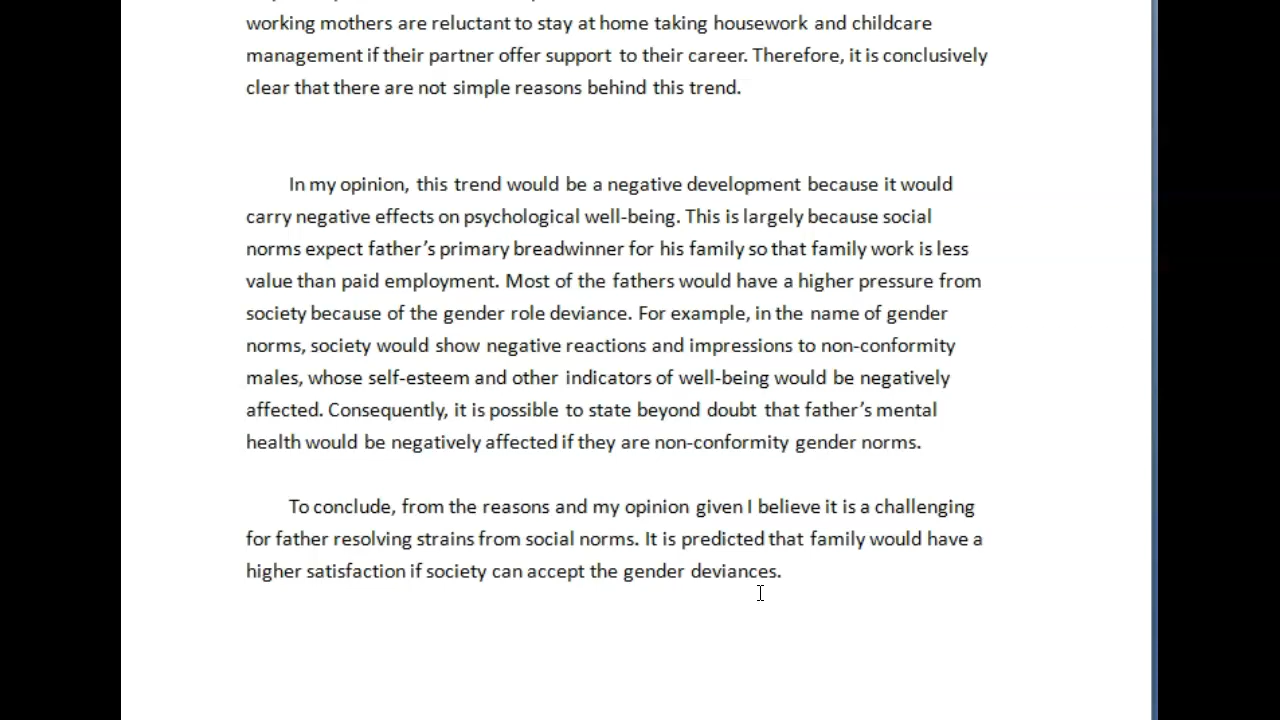 working mothers are reluctant to stay at home taking housework and childcare
management if their partner offer support to their career. Therefore, it is conclusively
clear that there are not simple reasons behind this trend.
In my opinion, this trend would be a negative development because it would
carry negative effects on psychological well-being. This is largely because social
norms expect father’s primary breadwinner for his family so that family work is less
value than paid employment. Most of the fathers would have a higher pressure from
society because of the gender role deviance. For example, in the name of gender
norms, society would show negative reactions and impressions to non-conformity
males, whose self-esteem and other indicators of well-being would be negatively
affected. Consequently, it is possible to state beyond doubt that father’s mental
health would be negatively affected if they are non-conformity gender norms.
To conclude, from the reasons and my opinion given I believe it is a challenging
for father resolving strains from social norms. It is predicted that family would have a
higher satisfaction if society can accept the gender deviances.